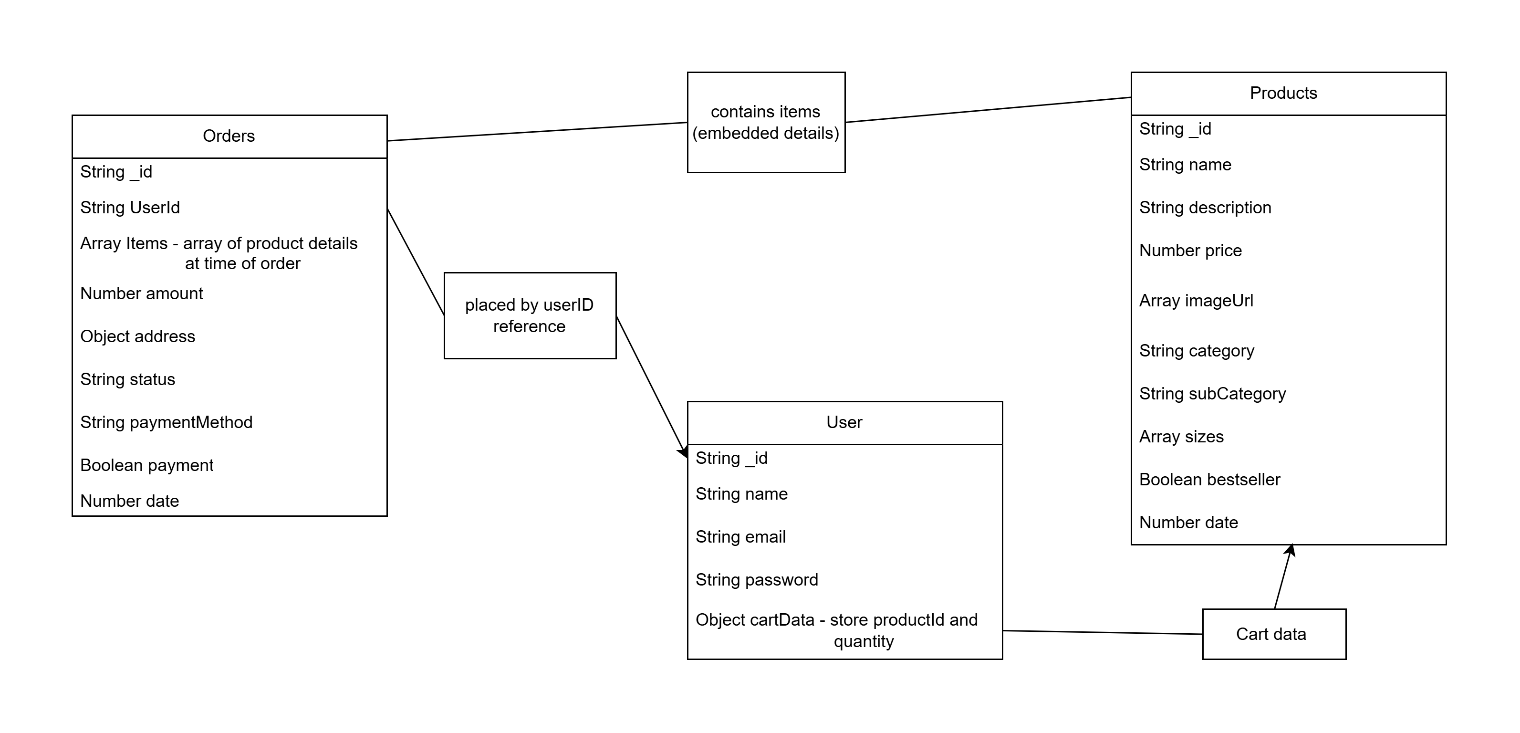 Orders
String _id
String UserId
Array Items - array of product details
at time of order
Number amount
Object address
String status
String paymentMethod
Boolean payment
Number date
contains items
(embedded details)
placed by userID
reference
User
String _id
String name
String email
String password
Object cartData - store productId and
quantity
Products
String _id
String name
String description
Number price
Array imageUrl
String category
String subCategory
Array sizes
Boolean bestseller
Number date
Cart data